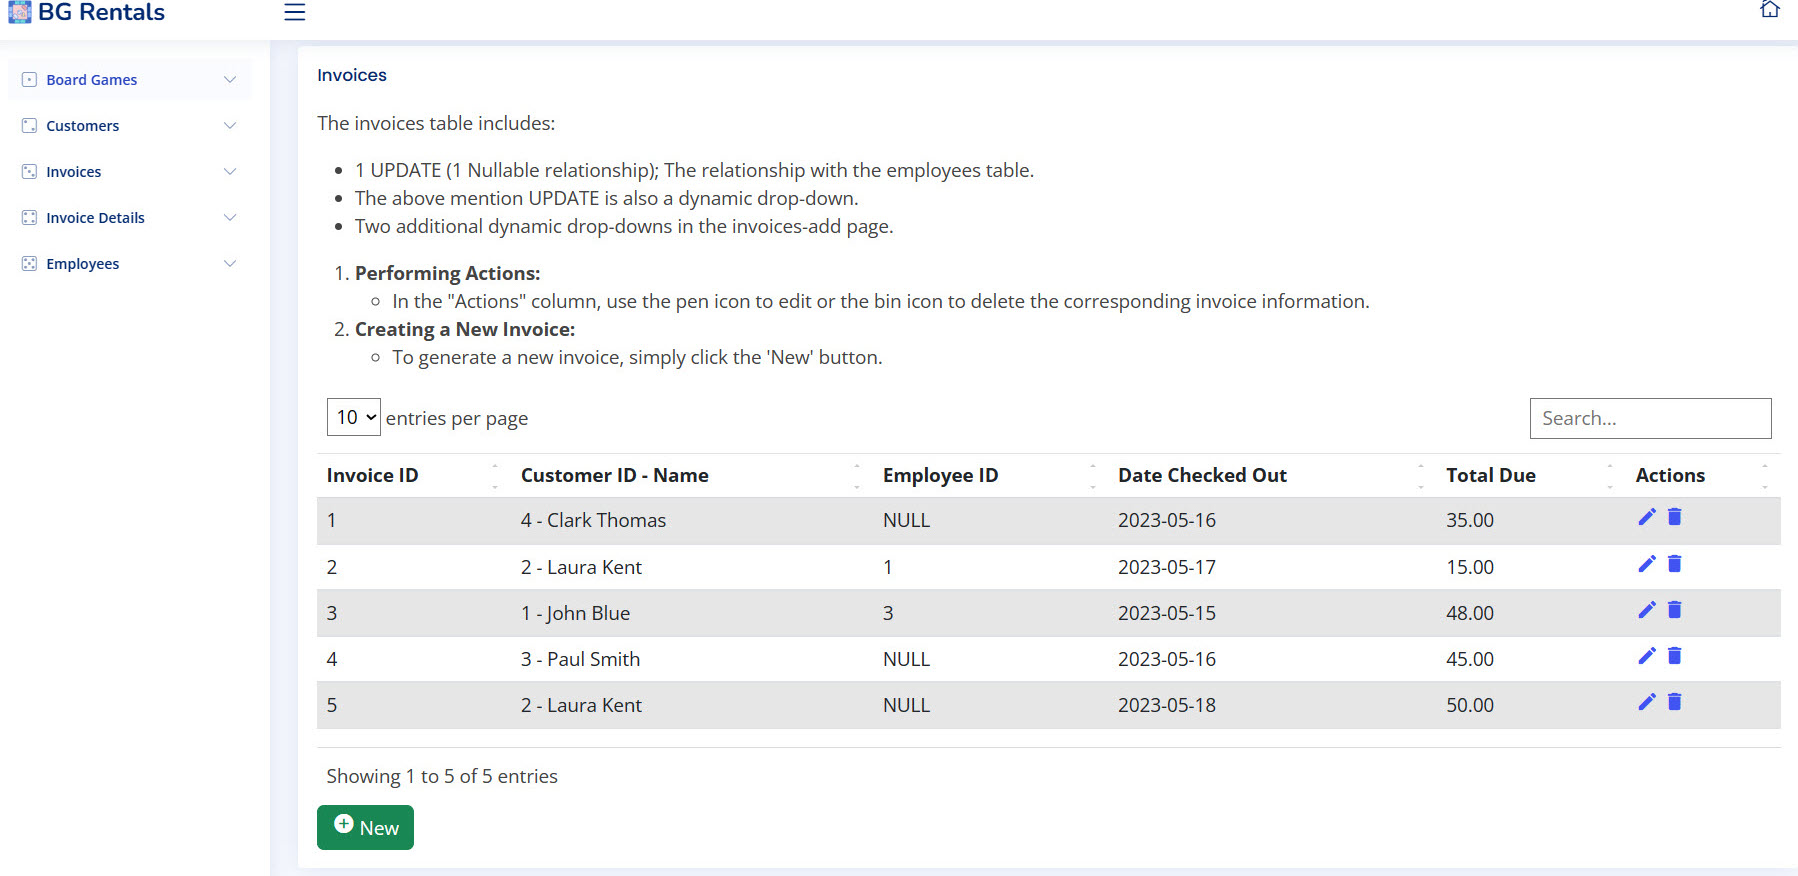 BG Rentals
Board Games
Customers
Invoices
Invoice Details
Employees
Invoices
The invoices table includes:
1 UPDATE (1 Nullable relationship); The relationship with the employees table.
The above mention UPDATE is also a dynamic drop-down.
Two additional dynamic drop-downs in the invoices-add page.
1. Performing Actions:
In the "Actions" column, use the pen icon to edit or the bin icon to delete the corresponding invoice information.
2. Creating a New Invoice:
To generate a new invoice, simply click the 'New' button.
10 entries per page Search...
Invoice ID Customer ID - Name Employee ID Date Checked Out Total Due Actions
1 4 - Clark Thomas NULL 2023-05-16 35.00
2 2 - Laura Kent 1 2023-05-17 15.00
3 1 - John Blue 3 2023-05-15 48.00
4 3 - Paul Smith NULL 2023-05-16 45.00
5 2 - Laura Kent NULL 2023-05-18 50.00
Showing 1 to 5 of 5 entries
New